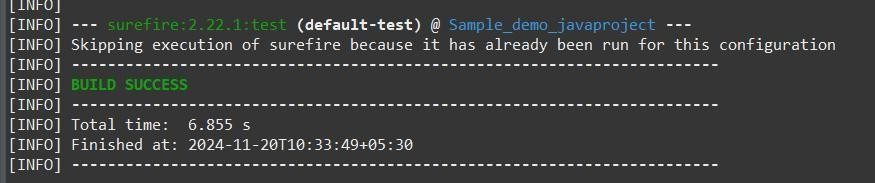 [INFO]
[INFO] --- surefire:2.22.1:test (default-test) @ Sample_demo_javaproject ---
[INFO] Skipping execution of surefire because it has already been run for this configuration
[INFO] ------------------------------------------------------------------------
[INFO] BUILD SUCCESS
[INFO] ------------------------------------------------------------------------
[INFO] Total time:  6.855 s
[INFO] Finished at: 2024-11-20T10:33:49+05:30
[INFO] ------------------------------------------------------------------------